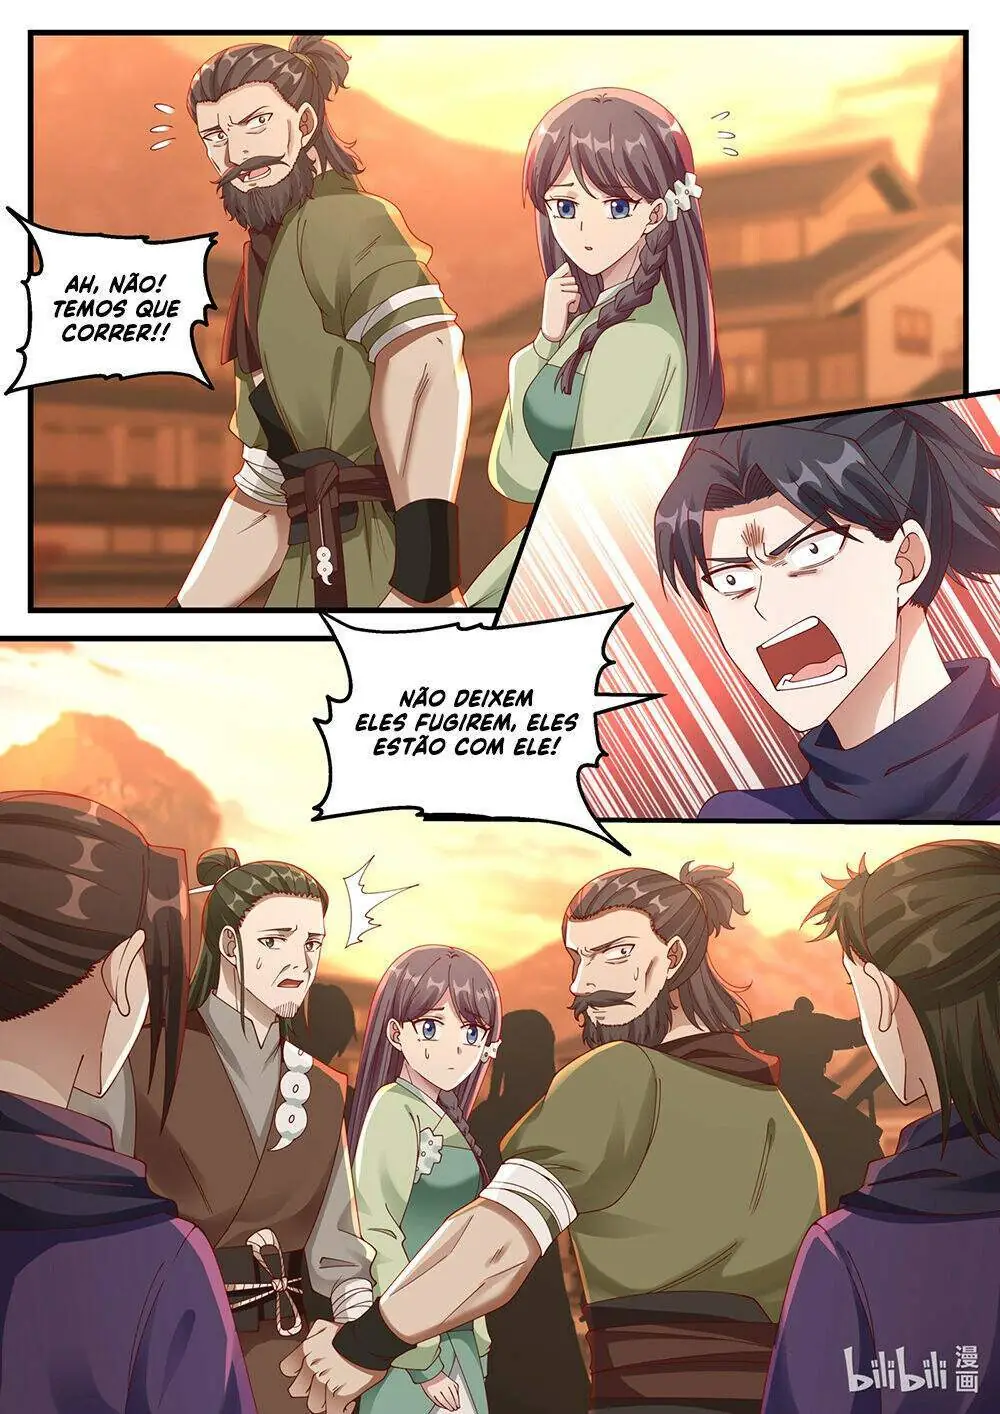 AH, NÃO!
TEMOS QUE
CORRER!!
NÃO DEIXEM
ELES FUGIREM, ELES
ESTÃO COM ELE!
bilibili 漫画